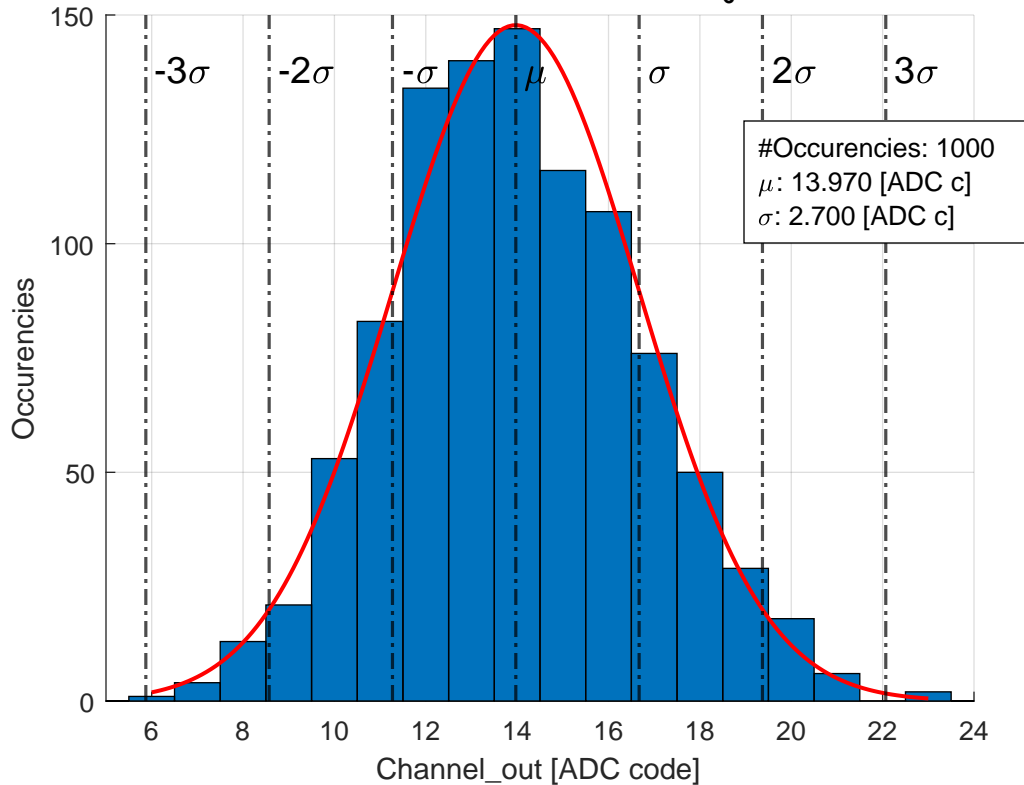 150
-3σ -2σ -σ μ σ 2σ 3σ
#Occurencies: 1000
μ: 13.970 [ADC c]
σ: 2.700 [ADC c]
100
Occurencies
50
0
6 8 10 12 14 16 18 20 22 24
Channel_out [ADC code]